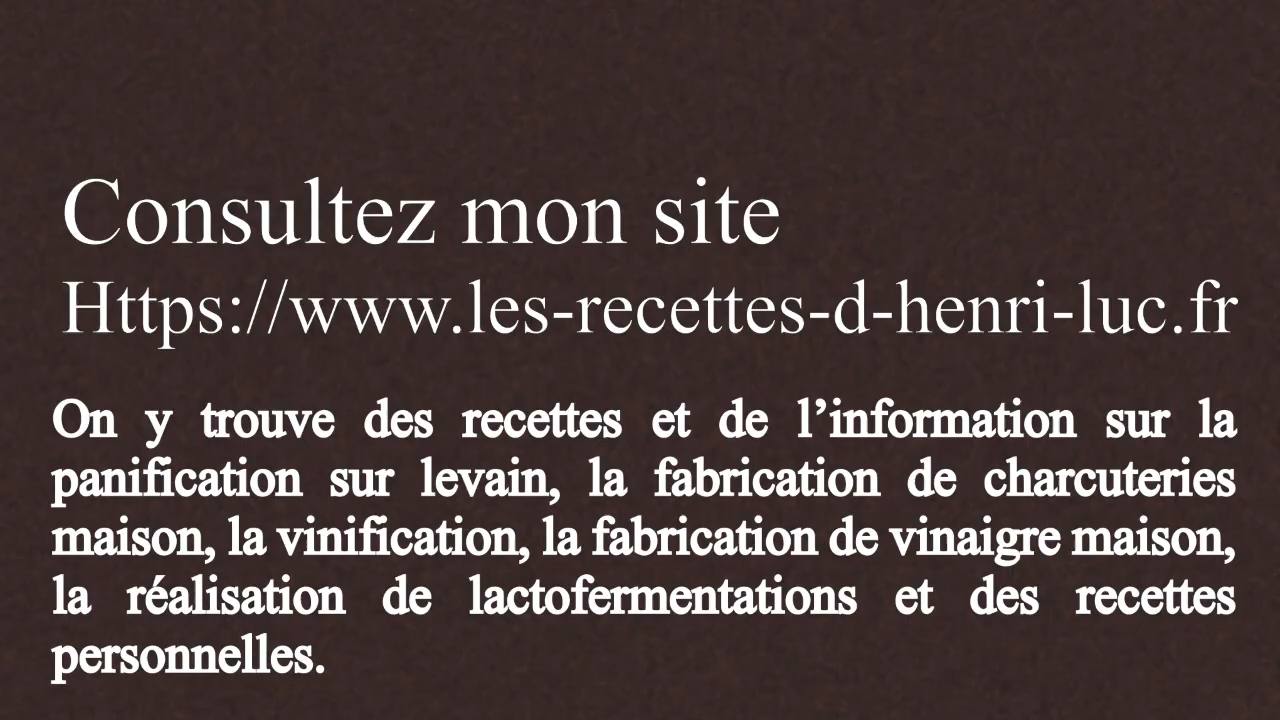 Consultez mon site
Https://www.les-recettes-d-henri-luc.fr
On y trouve des recettes et de l’information sur la
panification sur levain, la fabrication de charcuteries
maison, la vinification, la fabrication de vinaigre maison,
la réalisation de lactofermentations et des recettes
personnelles.